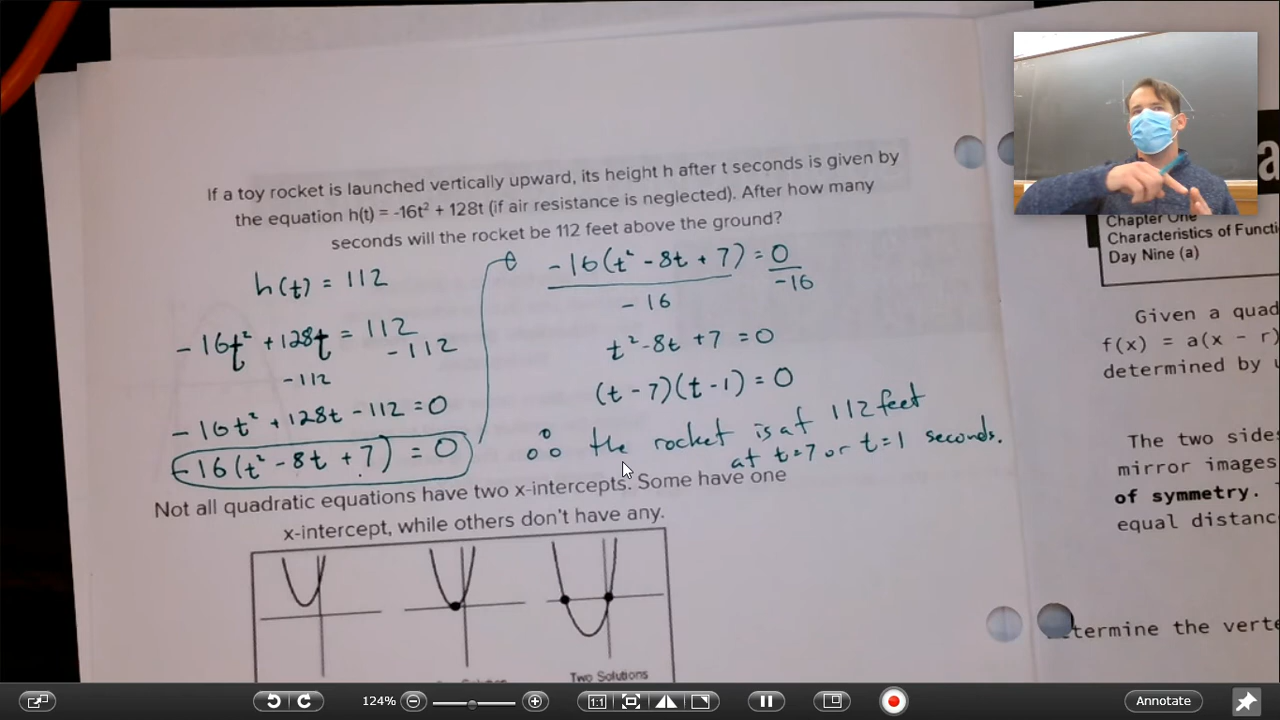 If a toy rocket is launched vertically upward, its height h after t seconds is given by
the equation h(t) = -16t² + 128t (if air resistance is neglected). After how many
seconds will the rocket be 112 feet above the ground?
h(t) = 112
-16t² + 128t = 112
-112
-112
-16t² + 128t - 112 = 0
-16(t² - 8t + 7) = 0
-16(t² - 8t + 7) = 0
-16
-16
t² - 8t + 7 = 0
(t - 7)(t - 1) = 0
∴ the rocket is at 112 feet
at t=7 or t=1 seconds.
Not all quadratic equations have two x-intercepts. Some have one
x-intercept, while others don't have any.
Two Solutions
Chapter One
Characteristics of Functi
Day Nine (a)
Given a quad
f(x) = a(x - r)
determined by
The two sides
mirror images
of symmetry.
equal distanc
termine the verte
124%
1:1
Annotate